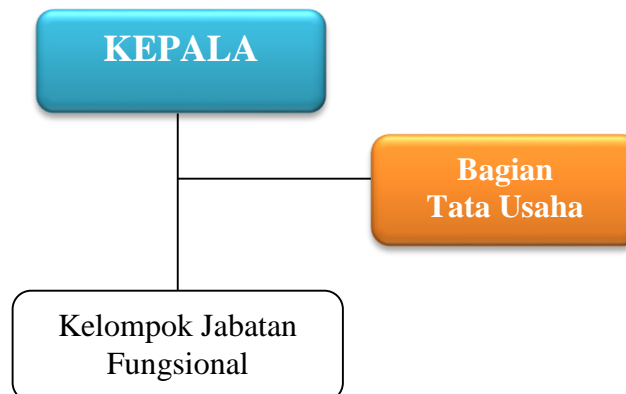 KEPALA
Bagian
Tata Usaha
Kelompok Jabatan
Fungsional